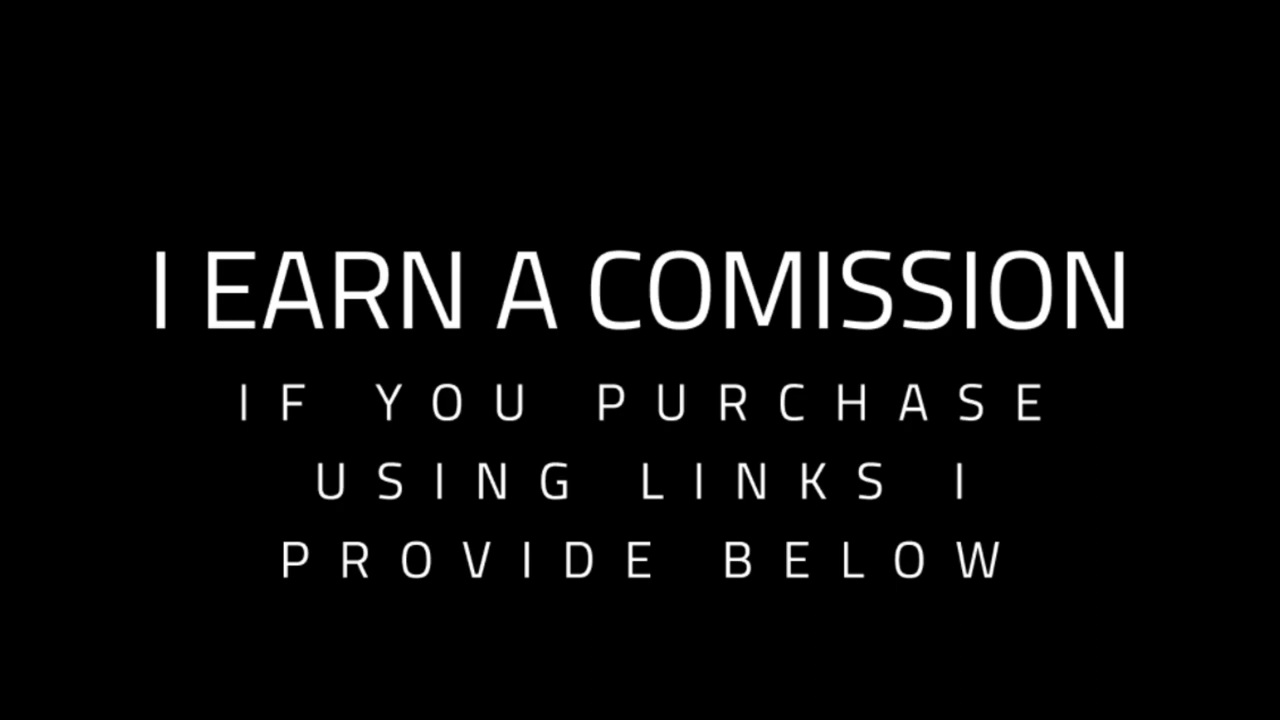 I EARN A COMISSION
IF YOU PURCHASE
USING LINKS I
PROVIDE BELOW